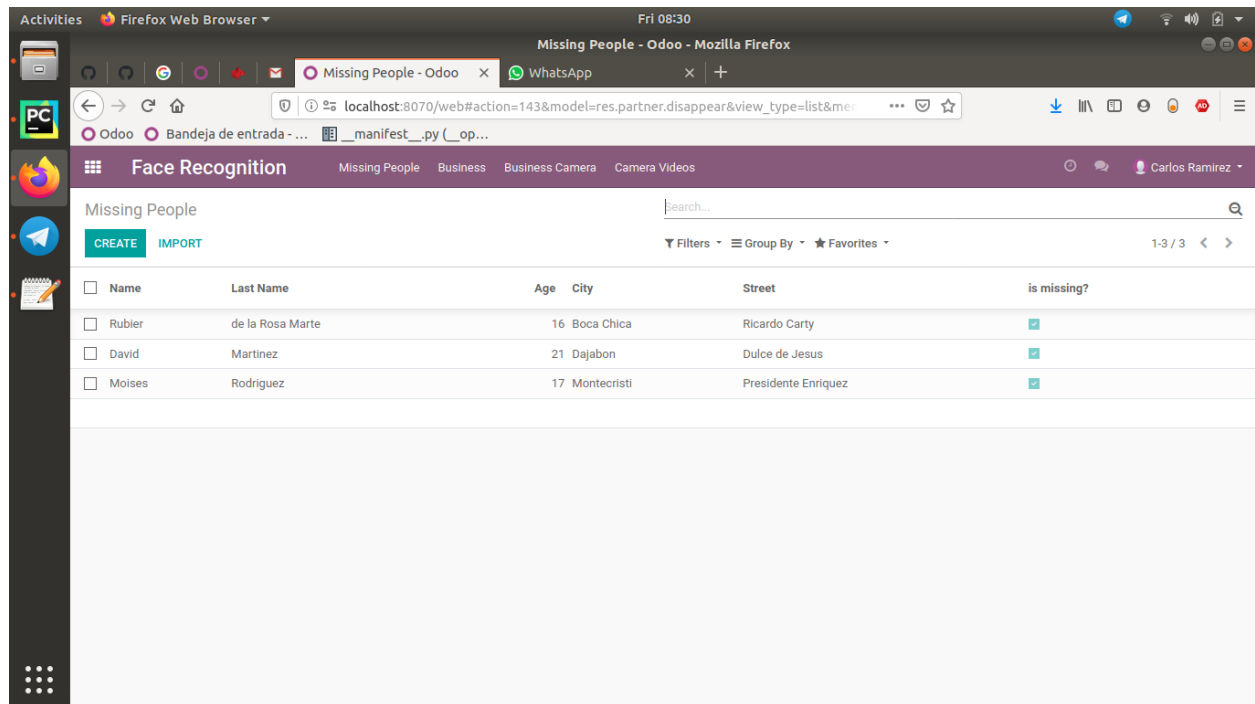 Activities Firefox Web Browser Fri 08:30
Missing People - Odoo - Mozilla Firefox
Missing People - Odoo WhatsApp
localhost:8070/web#action=143&model=res.partner.disappear&view_type=list&me
Odoo Bandeja de entrada - ... __manifest__.py (__op...
Face Recognition Missing People Business Business Camera Camera Videos Carlos Ramirez
Missing People Search...
CREATE IMPORT Filters Group By Favorites 1-3 / 3
Name Last Name Age City Street is missing?
Rubier de la Rosa Marte 16 Boca Chica Ricardo Carty
David Martinez 21 Dajabon Dulce de Jesus
Moises Rodriguez 17 Montecristi Presidente Enriquez
PC